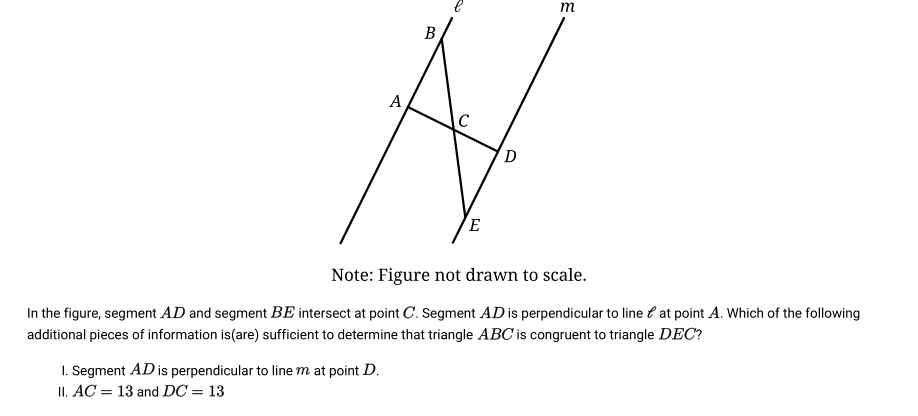 ℓ
m
B
A
C
D
E
Note: Figure not drawn to scale.
In the figure, segment AD and segment BE intersect at point C. Segment AD is perpendicular to line ℓ at point A. Which of the following
additional pieces of information is(are) sufficient to determine that triangle ABC is congruent to triangle DEC?
I. Segment AD is perpendicular to line m at point D.
II. AC = 13 and DC = 13